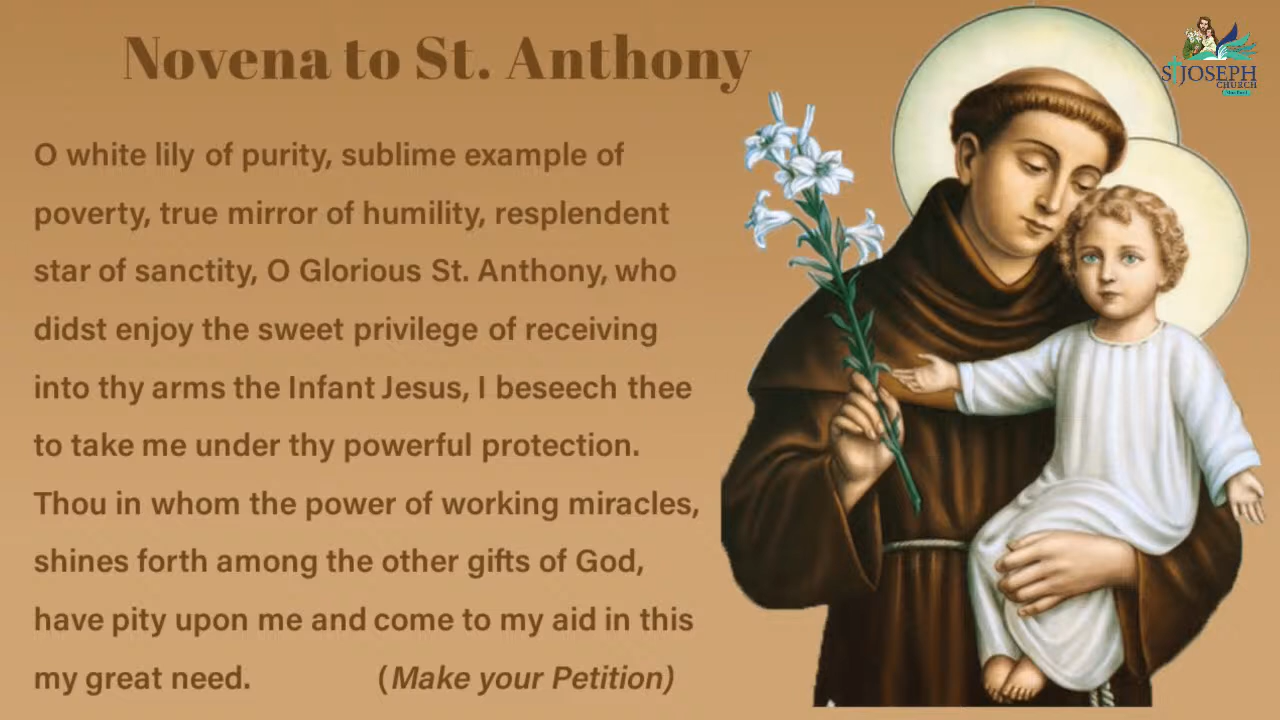 Novena to St. Anthony
O white lily of purity, sublime example of
poverty, true mirror of humility, resplendent
star of sanctity, O Glorious St. Anthony, who
didst enjoy the sweet privilege of receiving
into thy arms the Infant Jesus, I beseech thee
to take me under thy powerful protection.
Thou in whom the power of working miracles,
shines forth among the other gifts of God,
have pity upon me and come to my aid in this
my great need. (Make your Petition)
ST JOSEPH
CHURCH